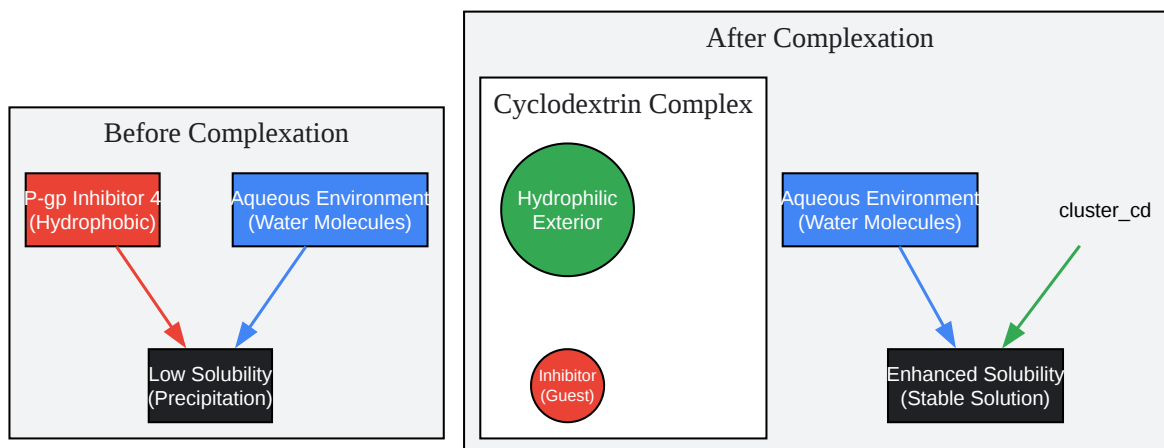 After Complexation
Cyclodextrin Complex
Before Complexation
P-gp Inhibitor 4
(Hydrophobic)
Aqueous Environment
(Water Molecules)
Hydrophilic
Exterior
Aqueous Environment
(Water Molecules)
cluster_cd
Low Solubility
(Precipitation)
Inhibitor
(Guest)
Enhanced Solubility
(Stable Solution)